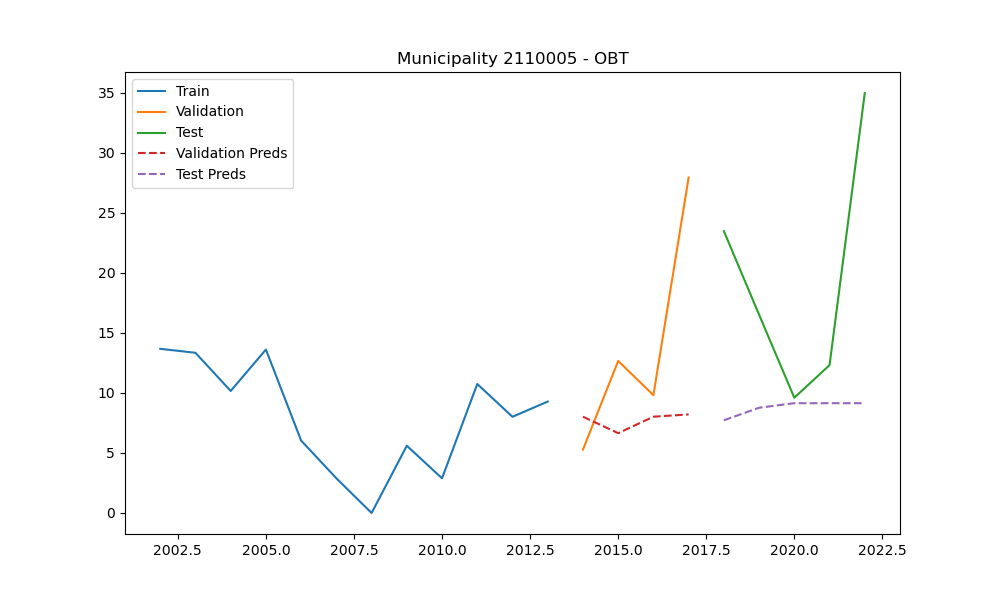 Municipality 2110005 - OBT
Train
Validation
Test
Validation Preds
Test Preds
35
30
25
20
15
10
5
0
2002.5 2005.0 2007.5 2010.0 2012.5 2015.0 2017.5 2020.0 2022.5